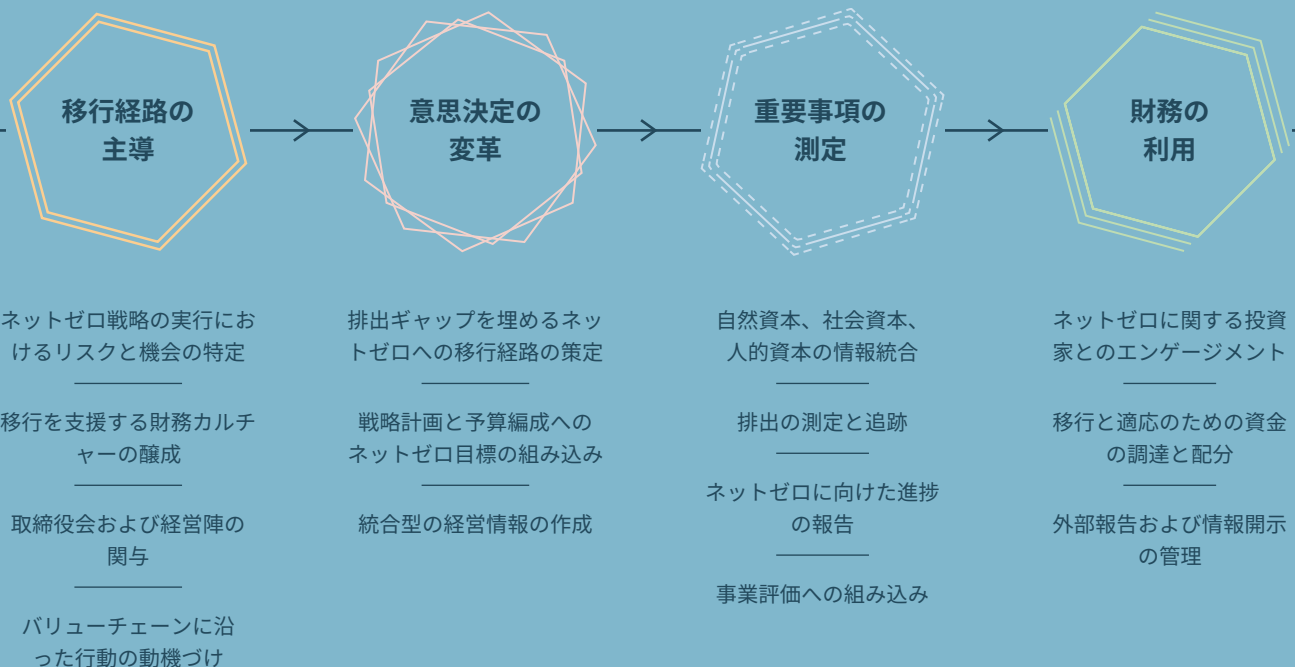 移行経路の
主導
意思決定の
変革
重要事項の
測定
財務の
利用
ネットゼロ戦略の実行にお
けるリスクと機会の特定
移行を支援する財務カルチ
ャーの醸成
取締役会および経営陣の
関与
バリューチェーンに沿
った行動の動機づけ
排出ギャップを埋めるネッ
トゼロへの移行経路の策定
戦略計画と予算編成への
ネットゼロ目標の組み込み
統合型の経営情報の作成
自然資本、社会資本、
人的資本の情報統合
排出の測定と追跡
ネットゼロに向けた進捗
の報告
事業評価への組み込み
ネットゼロに関する投資
家とのエンゲージメント
移行と適応のための資金
の調達と配分
外部報告および情報開示
の管理